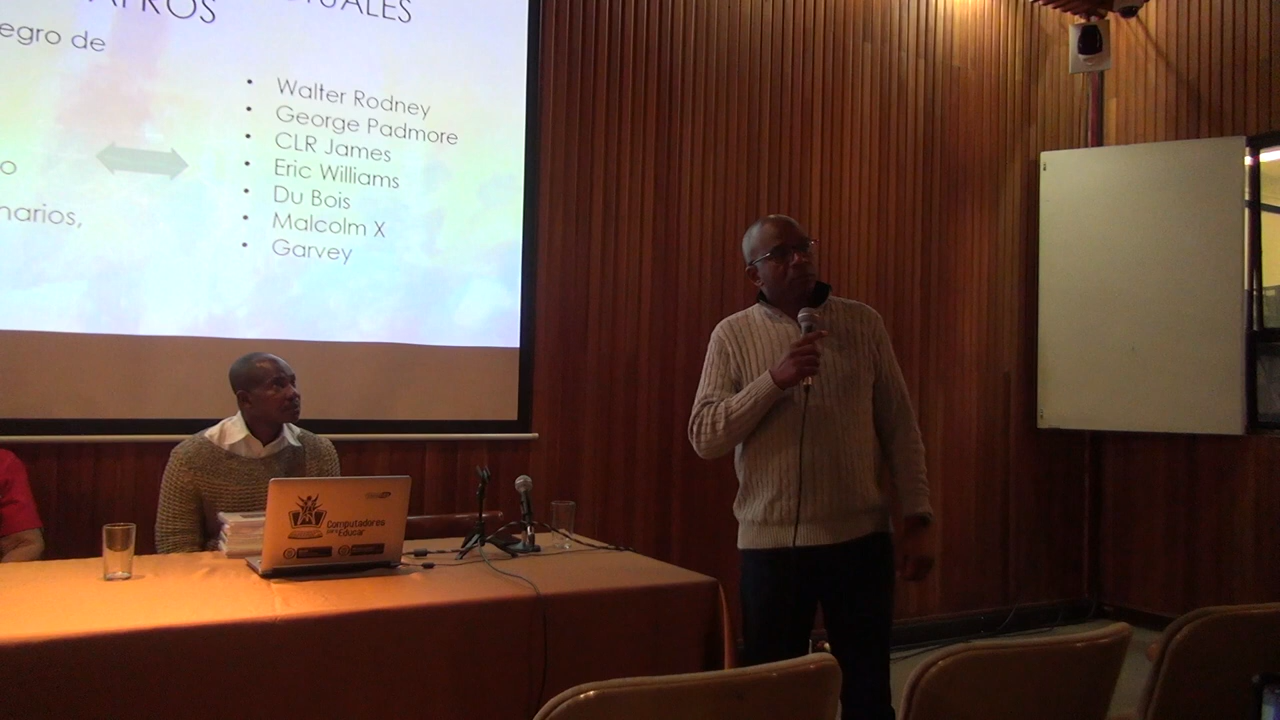 AFROS
egro de
• Walter Rodney
• George Padmore
• CLR James
• Eric Williams
• Du Bois
• Malcolm X
• Garvey
o
narios,
Computadores
para
Educar